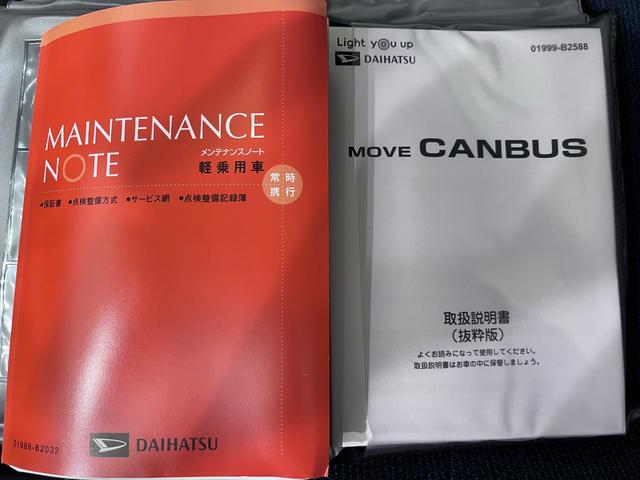 MAINTENANCE
NOTE
メンテナンスノート
軽乗用車
常時
携行
•保証書 •点検整備方式 •サービス網 •点検整備記録簿
01989-B2032
DAIHATSU
Light you up
DAIHATSU
01999-B2588
MOVE CANBUS
取扱説明書
（抜粋版）
よくお読みになって使用してください。
取扱説明書はお車の中に保管しましょう。